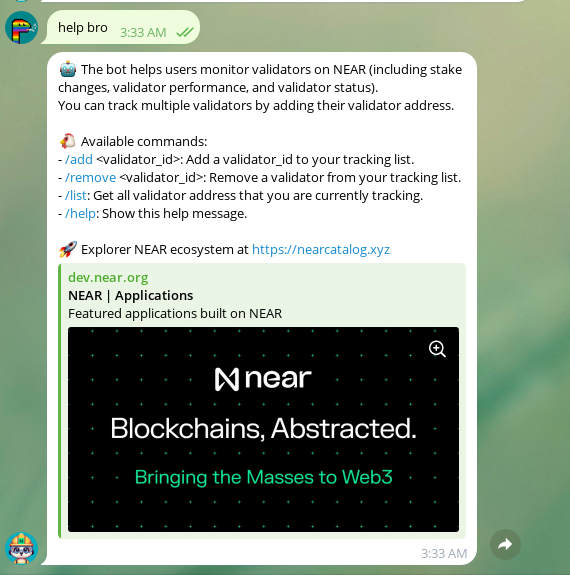 help bro
3:33 AM
The bot helps users monitor validators on NEAR (including stake
changes, validator performance, and validator status).
You can track multiple validators by adding their validator address.
Available commands:
- /add <validator_id>: Add a validator_id to your tracking list.
- /remove <validator_id>: Remove a validator from your tracking list.
- /list: Get all validator address that you are currently tracking.
- /help: Show this help message.
Explorer NEAR ecosystem at https://nearcatalog.xyz
dev.near.org
NEAR | Applications
Featured applications built on NEAR
near
Blockchains, Abstracted.
Bringing the Masses to Web3
3:33 AM